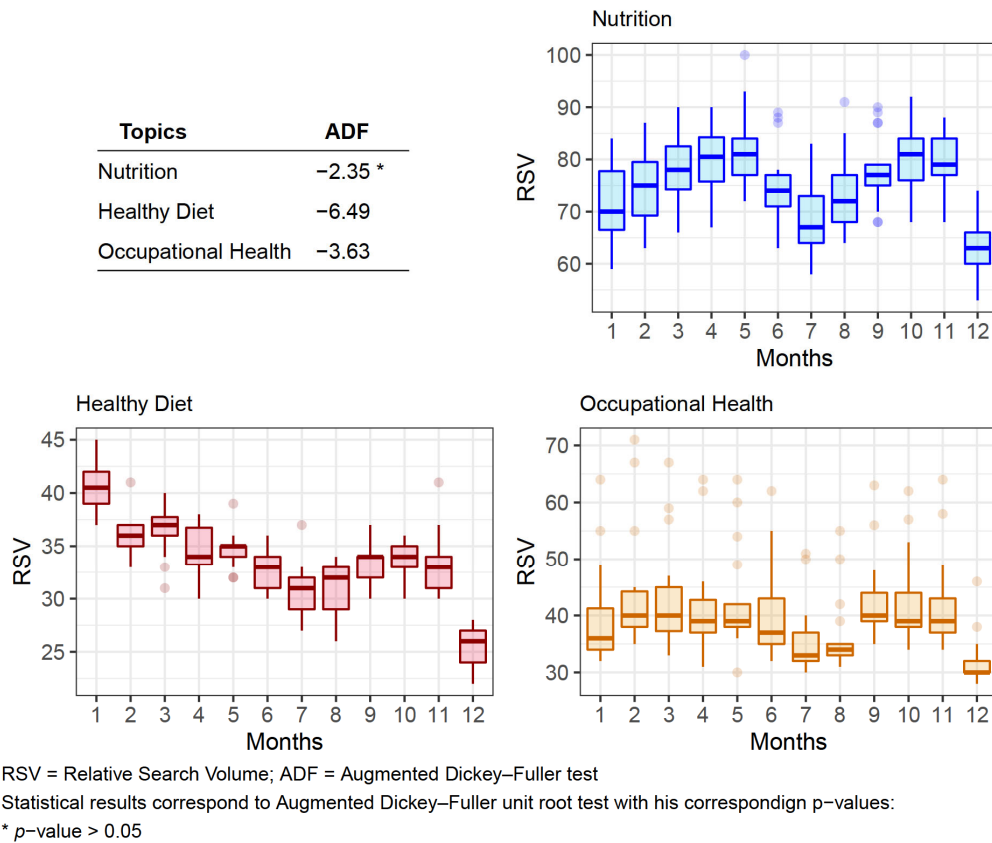 Nutrition
Topics ADF
Nutrition −2.35 *
Healthy Diet −6.49
Occupational Health −3.63
RSV
100
90
80
70
60
1 2 3 4 5 6 7 8 9 10 11 12
Months
Healthy Diet
RSV
45
40
35
30
25
1 2 3 4 5 6 7 8 9 10 11 12
Months
Occupational Health
RSV
70
60
50
40
30
1 2 3 4 5 6 7 8 9 10 11 12
Months
RSV = Relative Search Volume; ADF = Augmented Dickey−Fuller test
Statistical results correspond to Augmented Dickey−Fuller unit root test with his correspondign p−values:
* p−value > 0.05